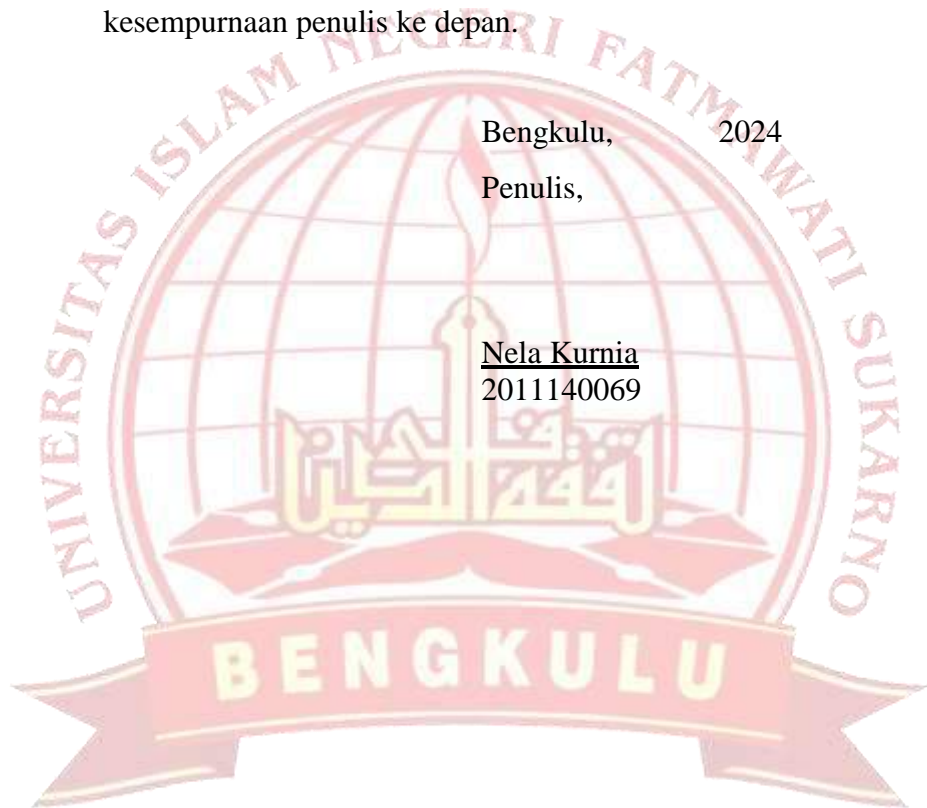 kesempurnaan penulis ke depan.
UNIVERSITAS ISLAM NEGERI FATMAWATI SUKARNO
Bengkulu, 2024
Penulis,
Nela Kurnia
2011140069
BENGKULU